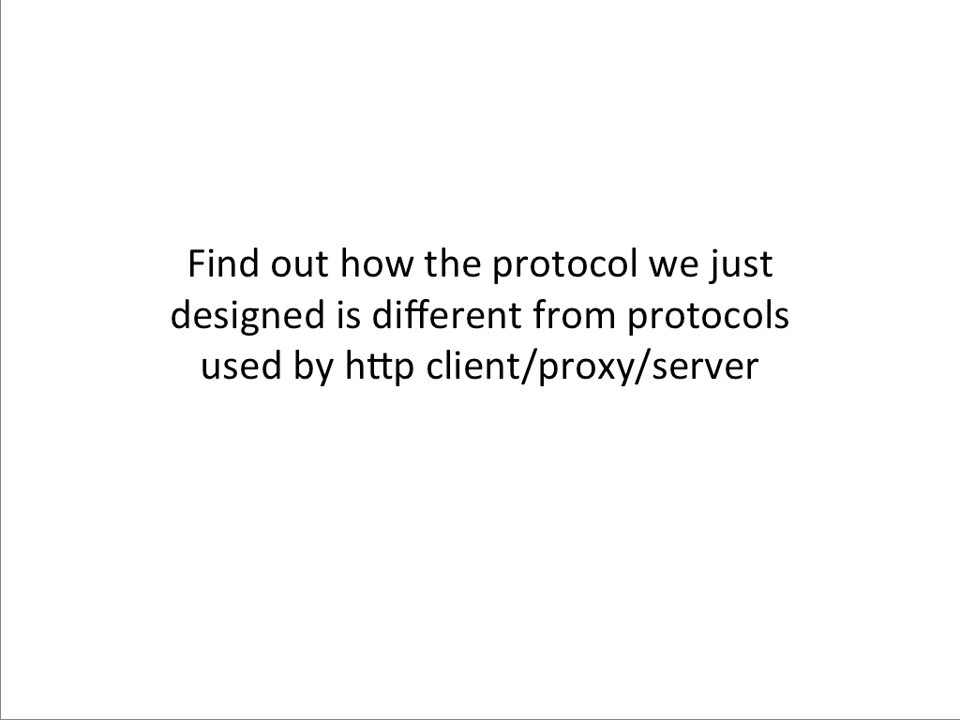 Find out how the protocol we just
designed is different from protocols
used by http client/proxy/server